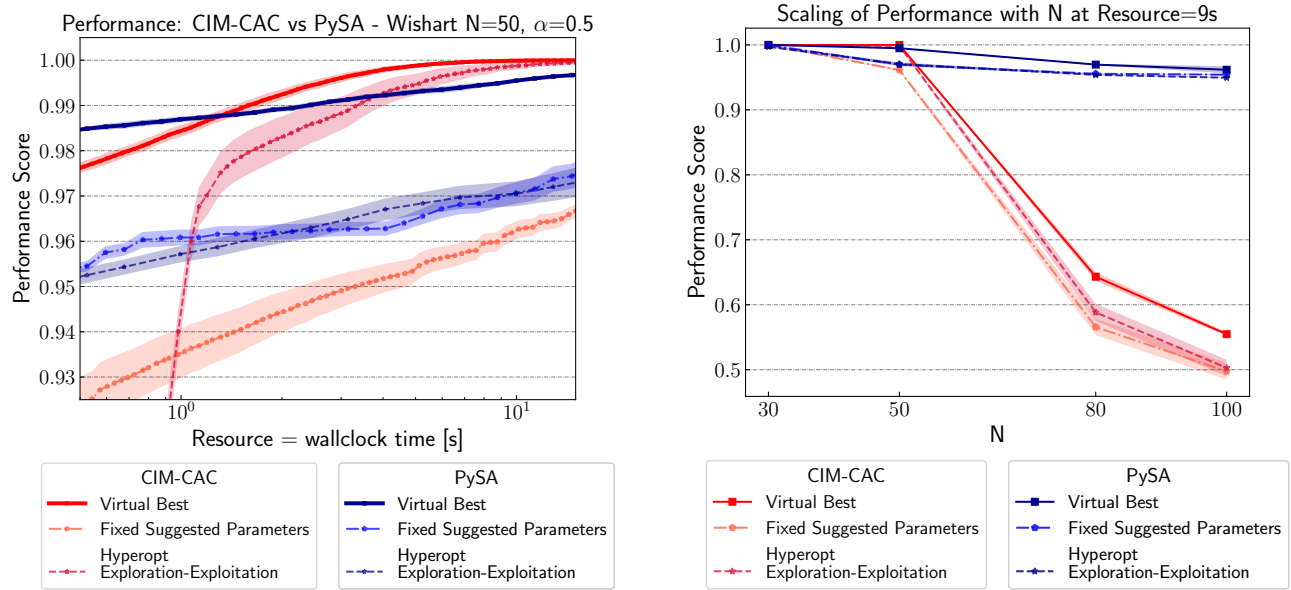 Performance: CIM-CAC vs PySA - Wishart N=50, α=0.5
Performance Score
1.00
0.99
0.98
0.97
0.96
0.95
0.94
0.93
10⁰
10¹
Resource = wallclock time [s]
CIM-CAC
Virtual Best
Fixed Suggested Parameters
Hyperopt
Exploration-Exploitation
PySA
Virtual Best
Fixed Suggested Parameters
Hyperopt
Exploration-Exploitation
Scaling of Performance with N at Resource=9s
Performance Score
1.0
0.9
0.8
0.7
0.6
0.5
30
50
80
100
N
CIM-CAC
Virtual Best
Fixed Suggested Parameters
Hyperopt
Exploration-Exploitation
PySA
Virtual Best
Fixed Suggested Parameters
Hyperopt
Exploration-Exploitation